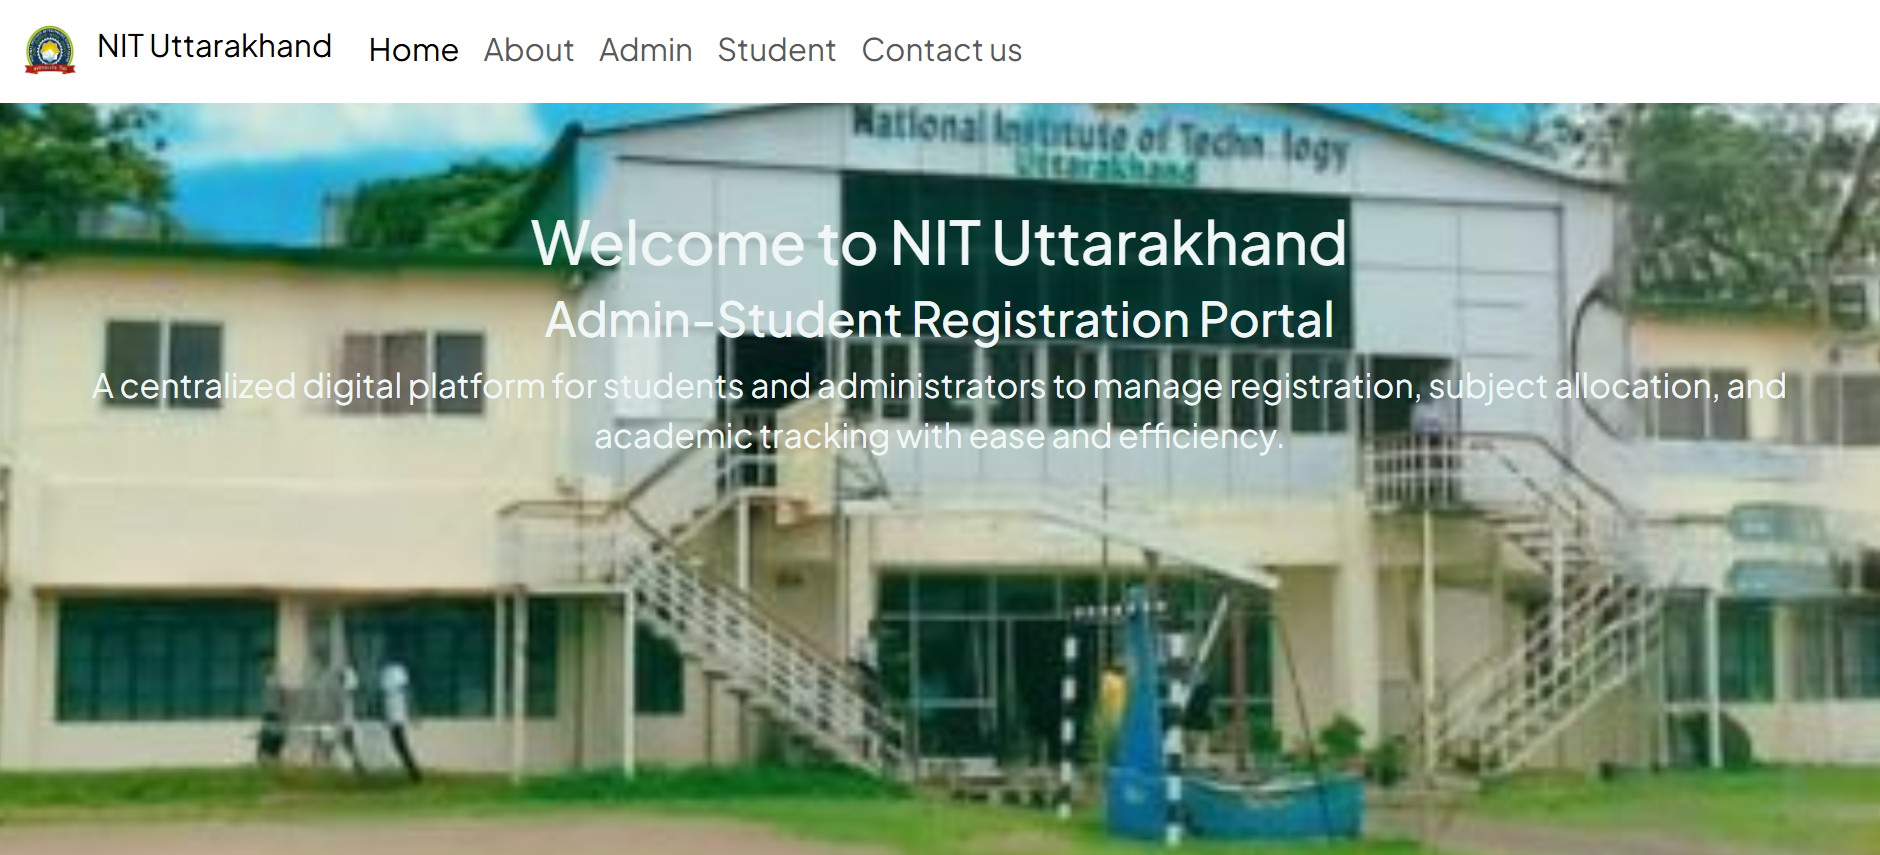 NIT Uttarakhand Home About Admin Student Contact us
National Institute of Techn logy
Uttarakhand
Welcome to NIT Uttarakhand
Admin-Student Registration Portal
A centralized digital platform for students and administrators to manage registration, subject allocation, and
academic tracking with ease and efficiency.